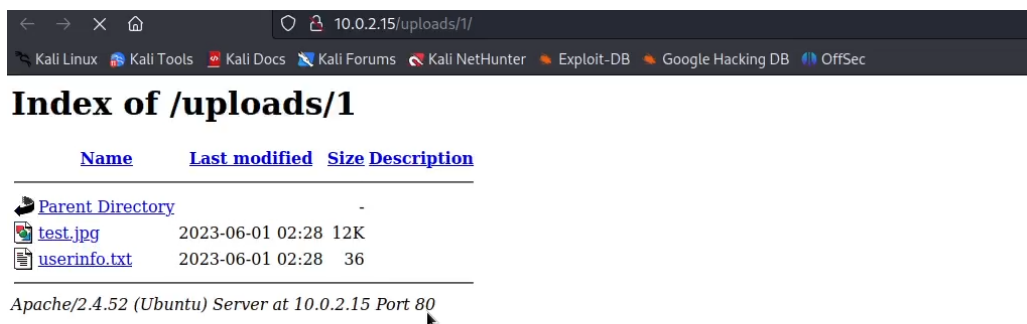 10.0.2.15/uploads/1/
Kali Linux Kali Tools Kali Docs Kali Forums Kali NetHunter Exploit-DB Google Hacking DB OffSec
Index of /uploads/1
Name Last modified Size Description
Parent Directory -
test.jpg 2023-06-01 02:28 12K
userinfo.txt 2023-06-01 02:28 36
Apache/2.4.52 (Ubuntu) Server at 10.0.2.15 Port 80